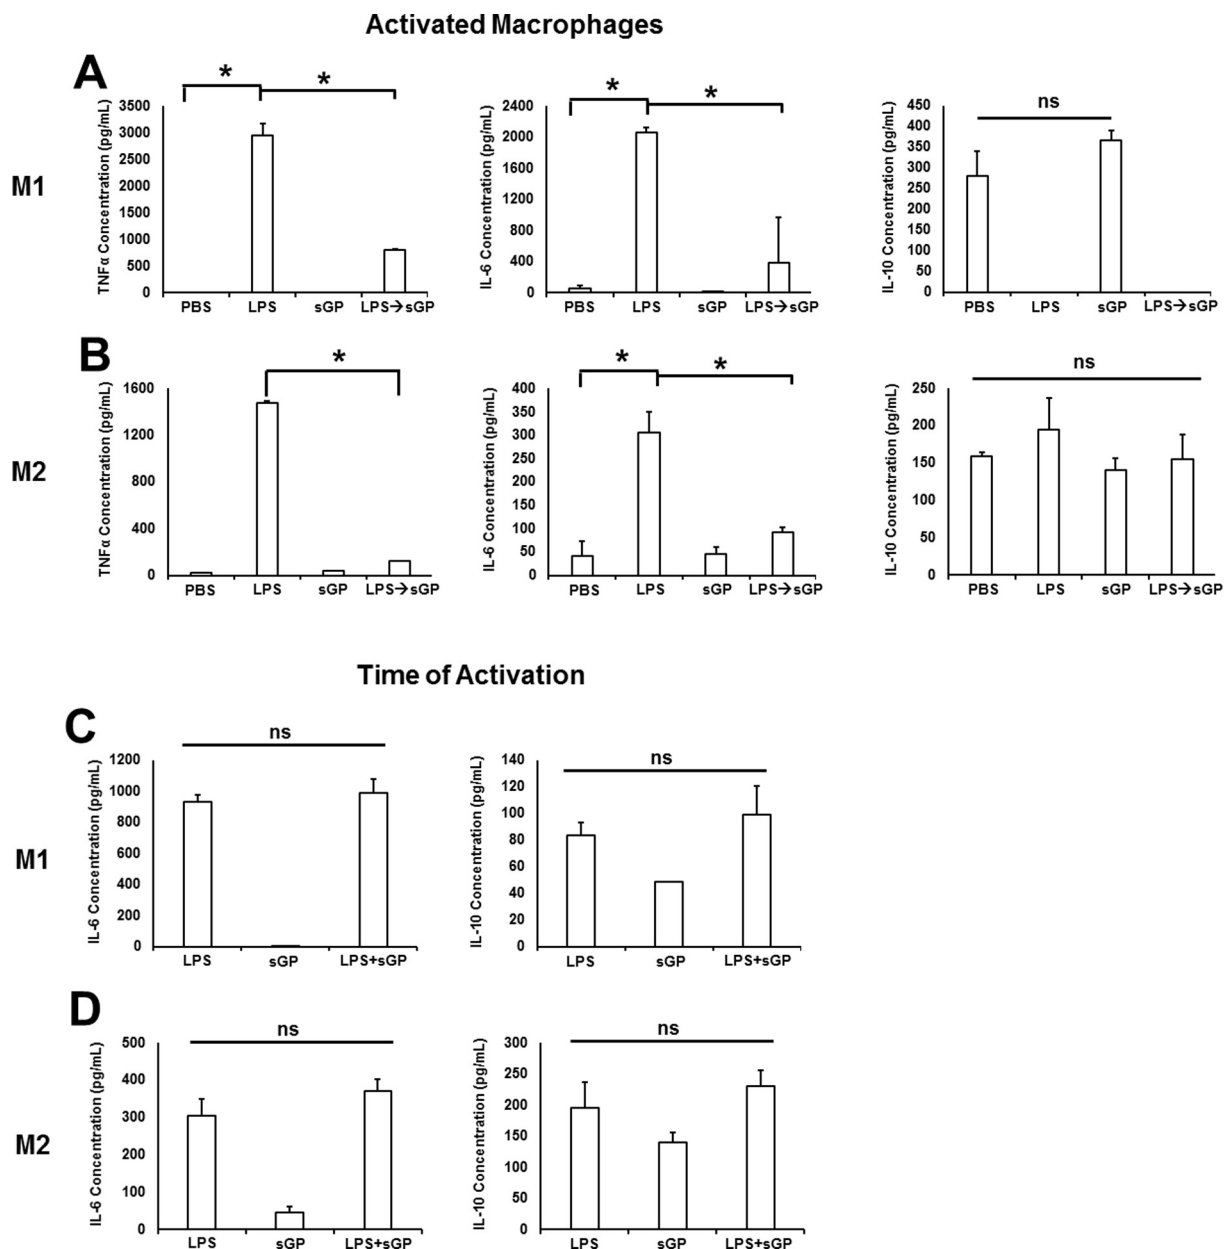 Activated Macrophages
A
M1
* *
TNFα Concentration (pg/mL)
3500
3000
2500
2000
1500
1000
500
0
PBS LPS sGP LPS→sGP
* *
IL-6 Concentration (pg/mL)
2400
2000
1600
1200
800
400
0
PBS LPS sGP LPS→sGP
ns
IL-10 Concentration (pg/mL)
450
400
350
300
250
200
150
100
50
0
PBS LPS sGP LPS→sGP
B
M2
*
TNFα Concentration (pg/mL)
1600
1200
800
400
0
PBS LPS sGP LPS→sGP
* *
IL-6 Concentration (pg/mL)
400
350
300
250
200
150
100
50
0
PBS LPS sGP LPS→sGP
ns
IL-10 Concentration (pg/mL)
250
200
150
100
50
0
PBS LPS sGP LPS→sGP
Time of Activation
C
M1
ns
IL-6 Concentration (pg/mL)
1200
1000
800
600
400
200
0
LPS sGP LPS+sGP
ns
IL-10 Concentration (pg/mL)
140
120
100
80
60
40
20
0
LPS sGP LPS+sGP
D
M2
ns
IL-6 Concentration (pg/mL)
500
400
300
200
100
0
LPS sGP LPS+sGP
ns
IL-10 Concentration (pg/mL)
300
250
200
150
100
50
0
LPS sGP LPS+sGP